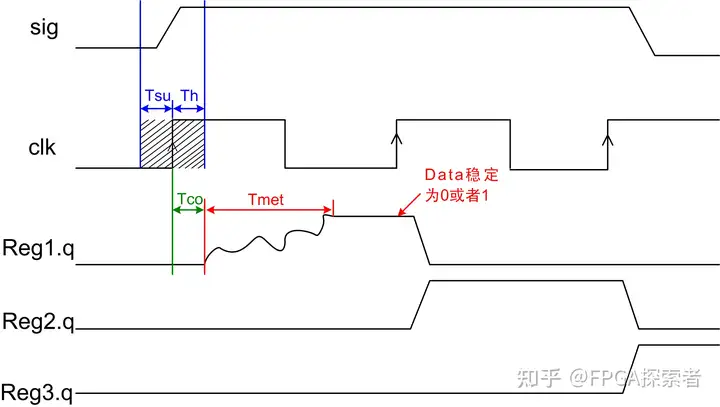 sig
Tsu Th
clk
Tco
Tmet
Data稳定
为0或者1
Reg1.q
Reg2.q
Reg3.q
知乎 @FPGA探索者